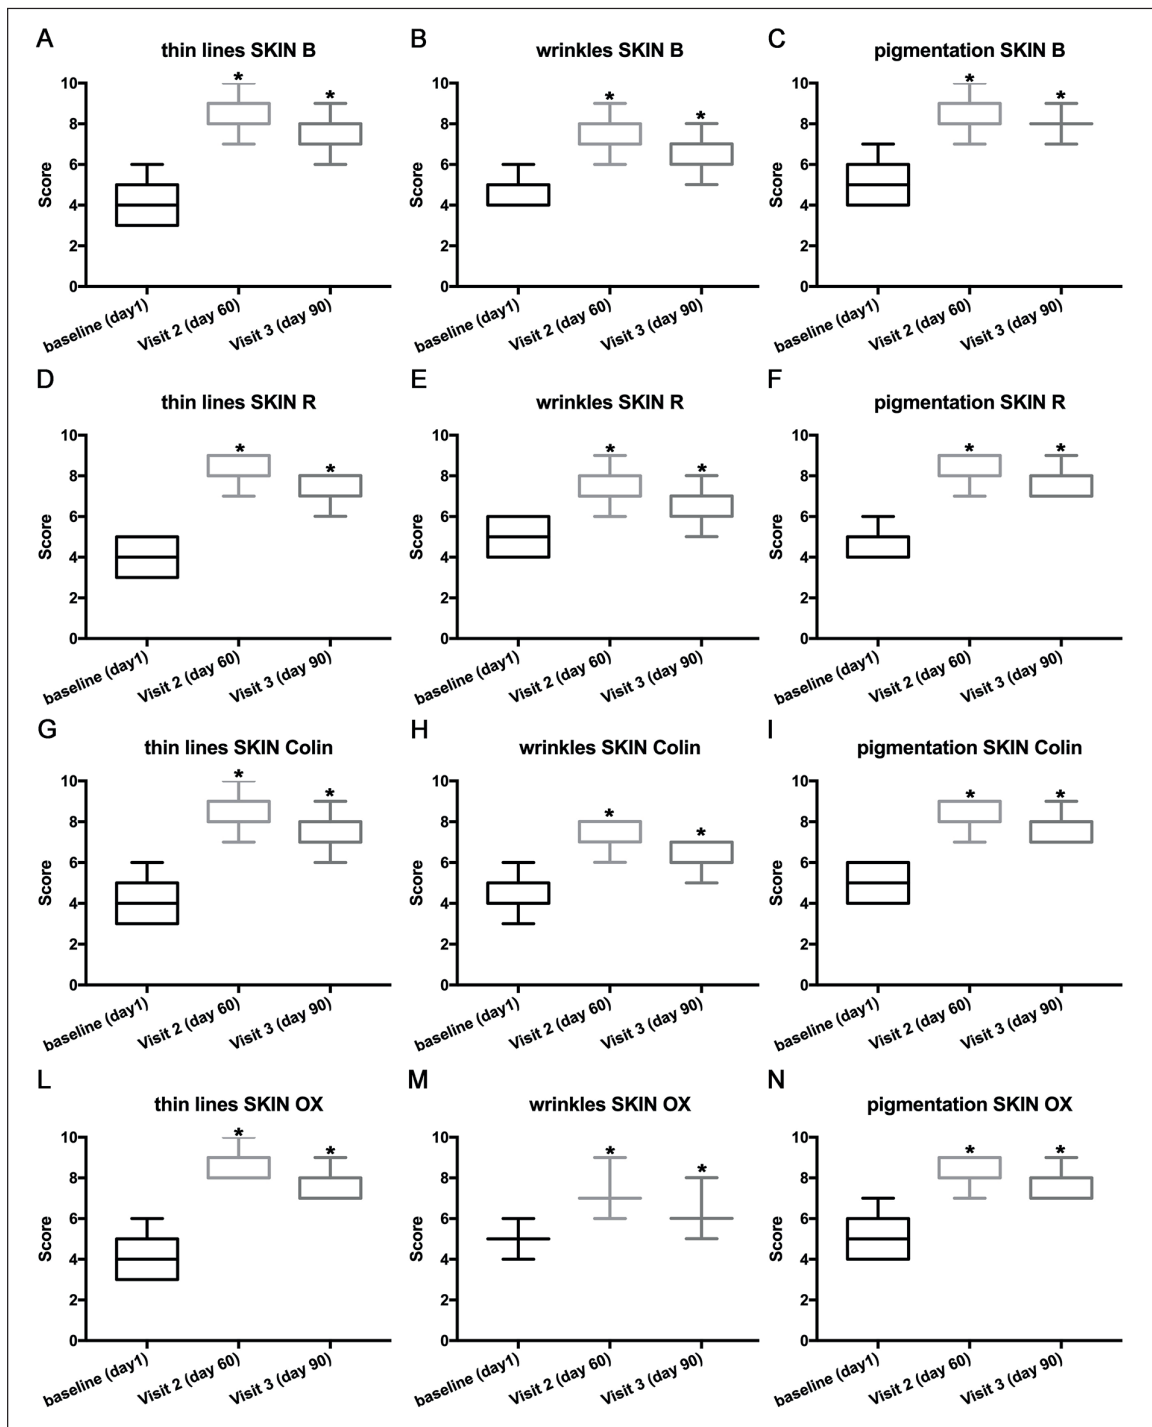 A B C
thin lines SKIN B wrinkles SKIN B pigmentation SKIN B
* * * * * *
10 10 10
8 8 8
6 6 6
4 4 4
2 2 2
0 0 0
Score Score Score
baseline (day1) Visit 2 (day 60) Visit 3 (day 90) baseline (day1) Visit 2 (day 60) Visit 3 (day 90) baseline (day1) Visit 2 (day 60) Visit 3 (day 90)
D E F
thin lines SKIN R wrinkles SKIN R pigmentation SKIN R
* * * * * *
10 10 10
8 8 8
6 6 6
4 4 4
2 2 2
0 0 0
Score Score Score
baseline (day1) Visit 2 (day 60) Visit 3 (day 90) baseline (day1) Visit 2 (day 60) Visit 3 (day 90) baseline (day1) Visit 2 (day 60) Visit 3 (day 90)
G H I
thin lines SKIN Colin wrinkles SKIN Colin pigmentation SKIN Colin
* * * * * *
10 10 10
8 8 8
6 6 6
4 4 4
2 2 2
0 0 0
Score Score Score
baseline (day1) Visit 2 (day 60) Visit 3 (day 90) baseline (day1) Visit 2 (day 60) Visit 3 (day 90) baseline (day1) Visit 2 (day 60) Visit 3 (day 90)
L M N
thin lines SKIN OX wrinkles SKIN OX pigmentation SKIN OX
* * * * * *
10 10 10
8 8 8
6 6 6
4 4 4
2 2 2
0 0 0
Score Score Score
baseline (day1) Visit 2 (day 60) Visit 3 (day 90) baseline (day1) Visit 2 (day 60) Visit 3 (day 90) baseline (day1) Visit 2 (day 60) Visit 3 (day 90)